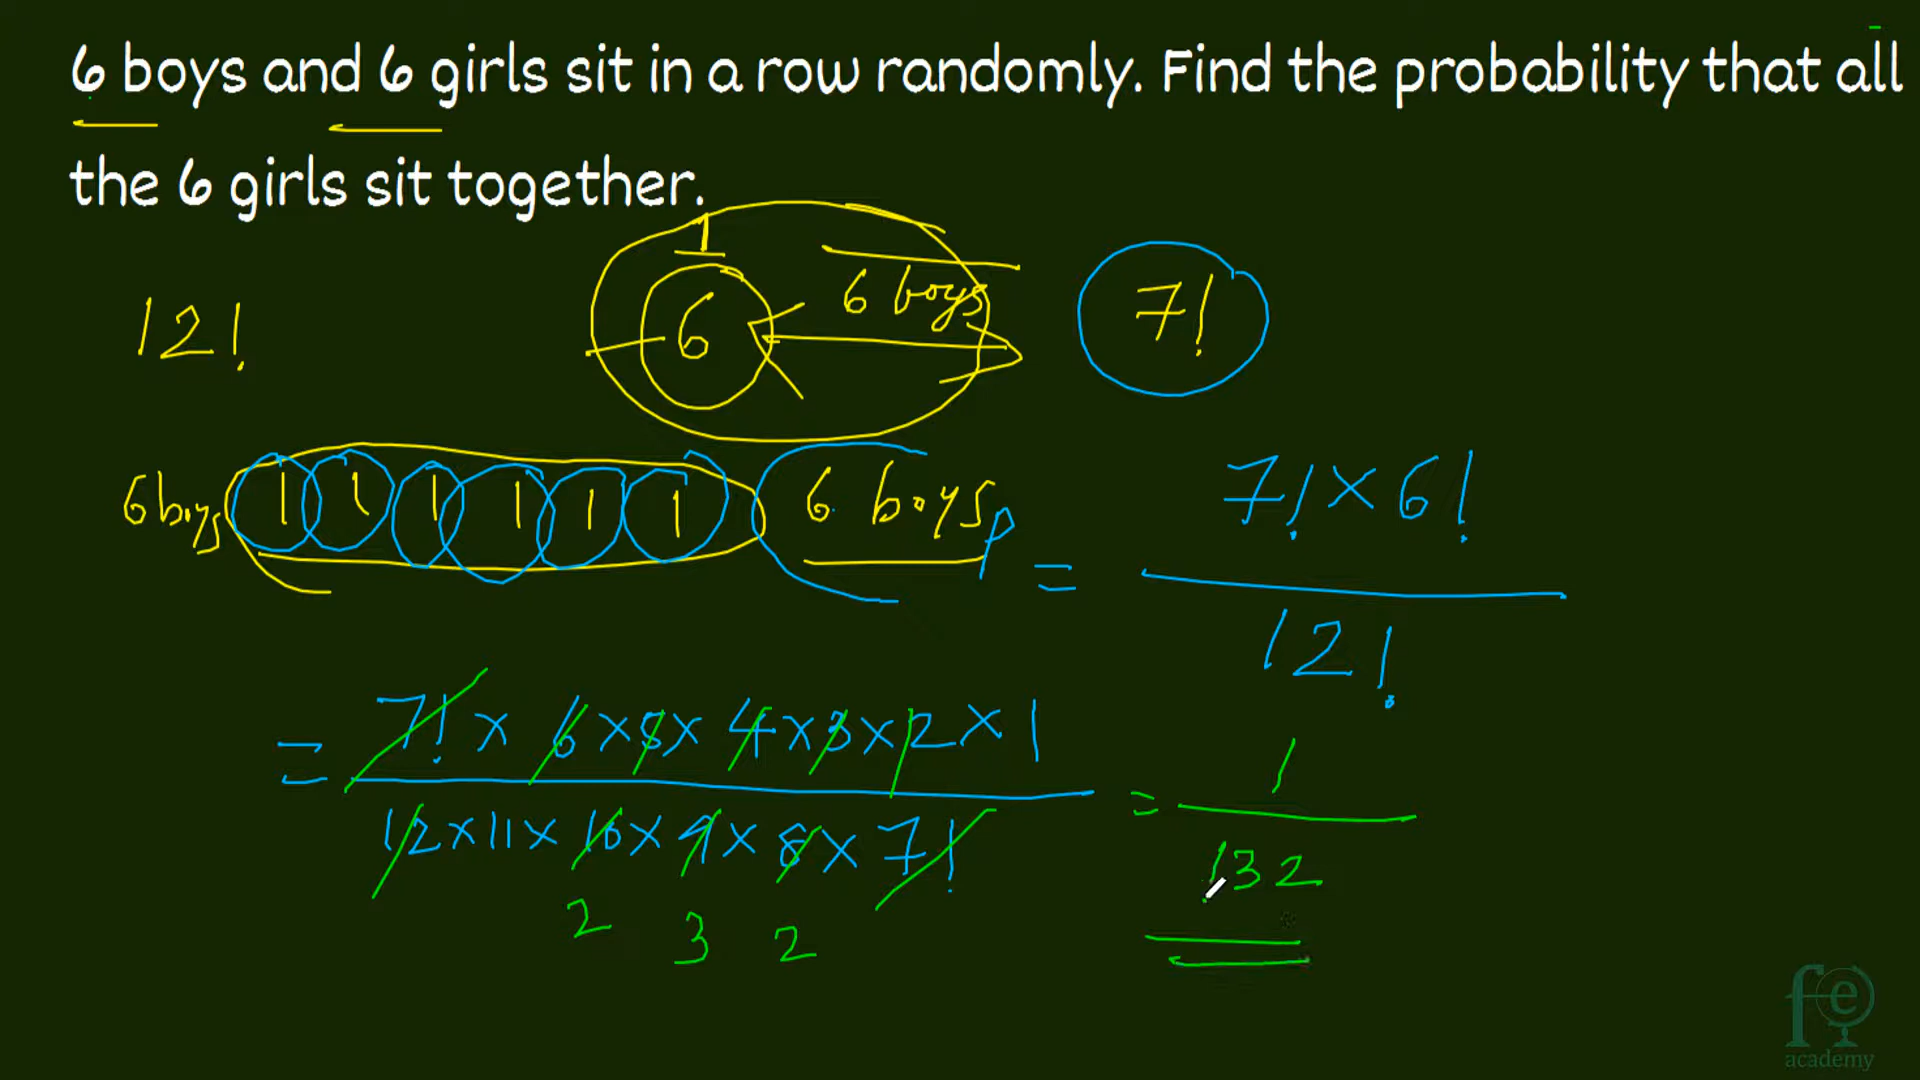 6 boys and 6 girls sit in a row randomly. Find the probability that all
the 6 girls sit together.
1
12! 6 6 boys 7!
6 boys 1 1 1 1 1 1 6 boys
P = 7! × 6!
12!
= 7! × 6 × 5 × 4 × 3 × 2 × 1
12 × 11 × 10 × 9 × 8 × 7!
2 3 2
= 1
132
fe
academy